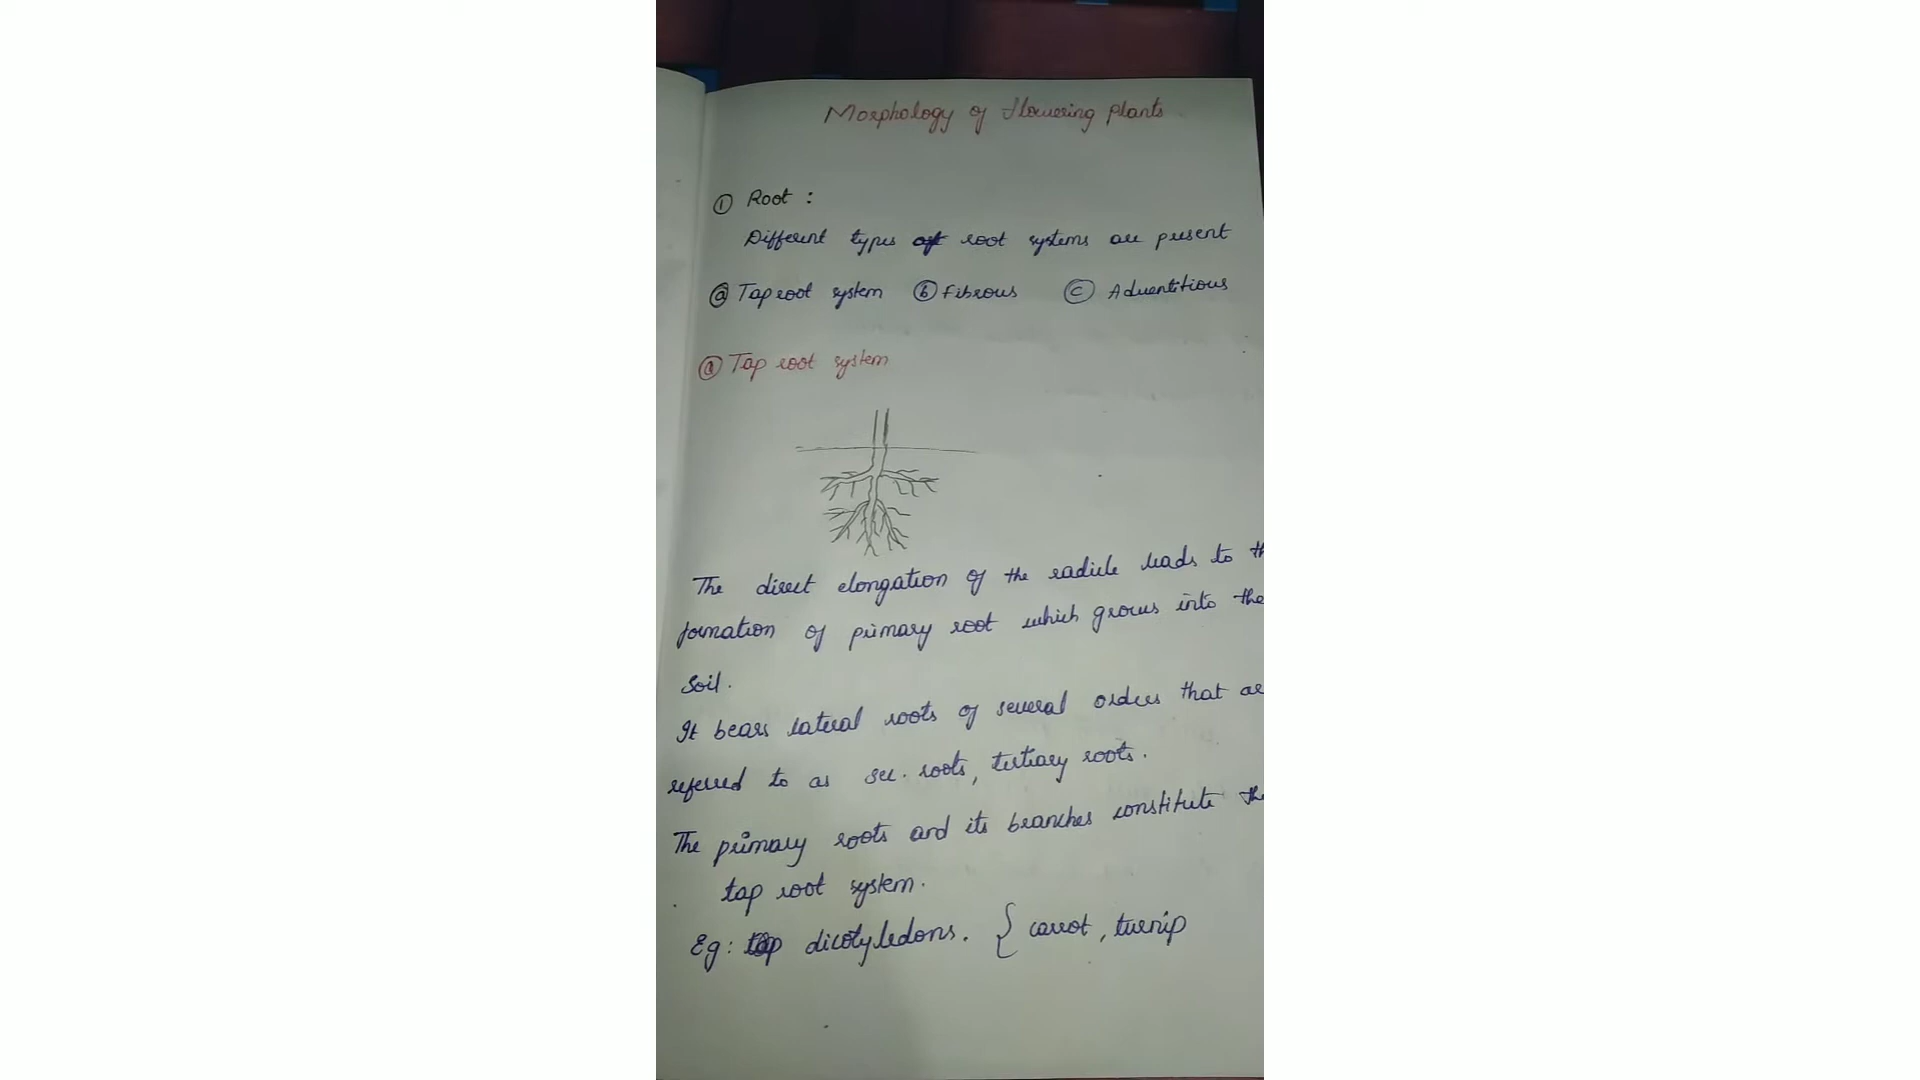 Morphology of flowering plants.
① Root :
Different types of root systems are present
ⓐ Tap root system ⓑ Fibrous ⓒ Adventitious
ⓐ Tap root system
The direct elongation of the radicle leads to th
formation of primary root which grows into the
soil.
It bears lateral roots of several orders that ar
referred to as sec. roots, tertiary roots.
The primary roots and its branches constitute the
tap root system.
Eg: dicotyledons. { carrot, turnip